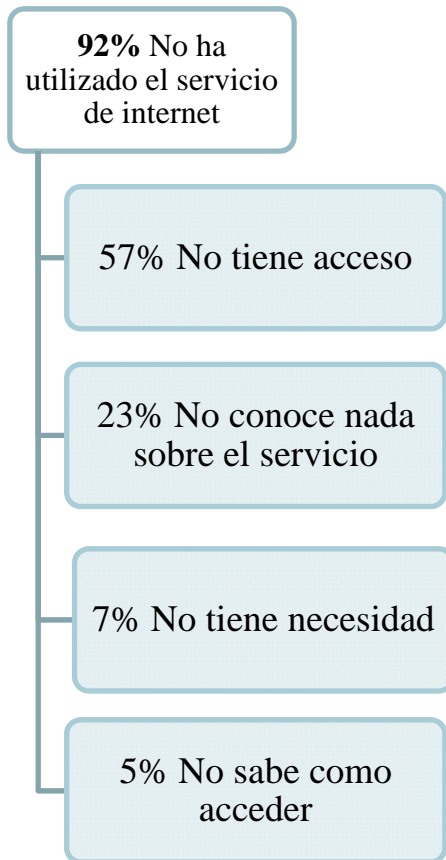 92% No ha
utilizado el servicio
de internet
57% No tiene acceso
23% No conoce nada
sobre el servicio
7% No tiene necesidad
5% No sabe como
acceder